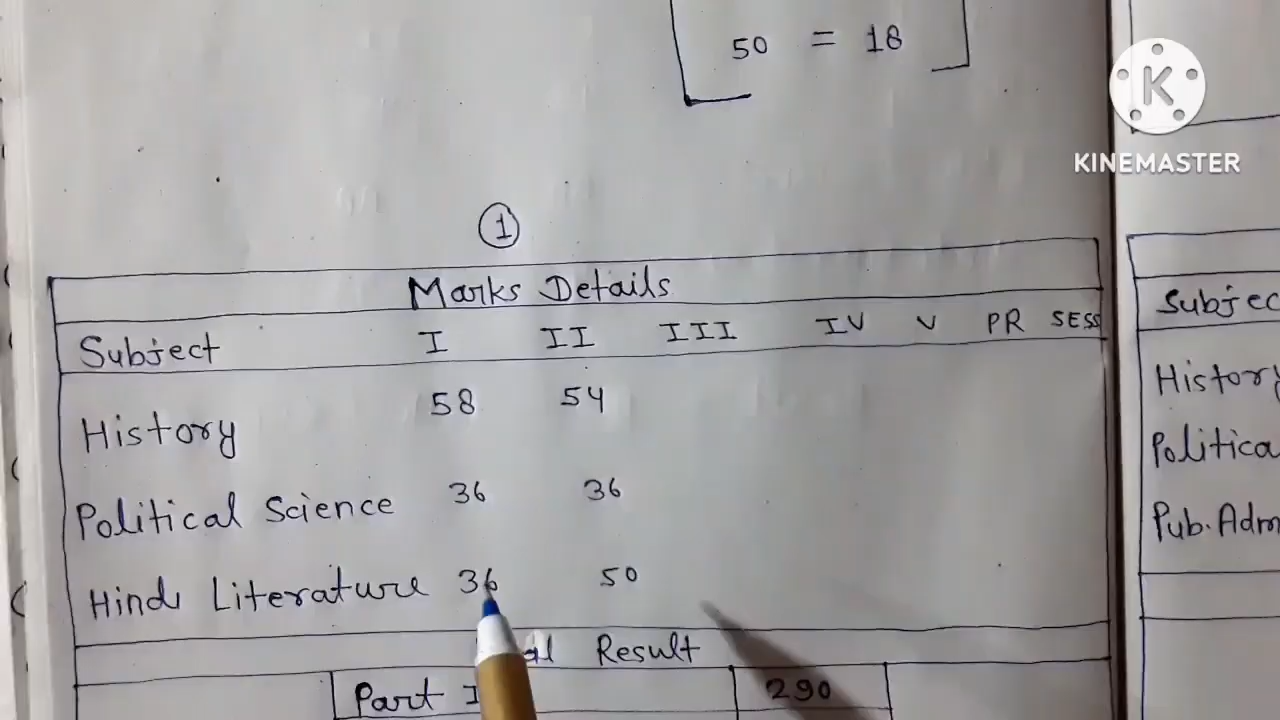 50 = 18
KINEMASTER
1
Marks Details
Subject I II III IV V PR SESS
History 58 54
Political Science 36 36
Hindi Literature 36 50
Result
Part I 290
Subjec
History
Politica
Pub. Adm